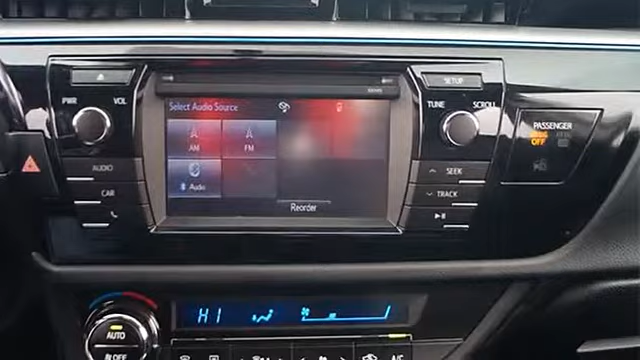 SETUP
PWR VOL
TUNE SCROLL
Select Audio Source
AM
FM
Audio
Reorder
AUDIO
CAR
SEEK
TRACK
PASSENGER
OFF
HI
AUTO
OFF
A/C